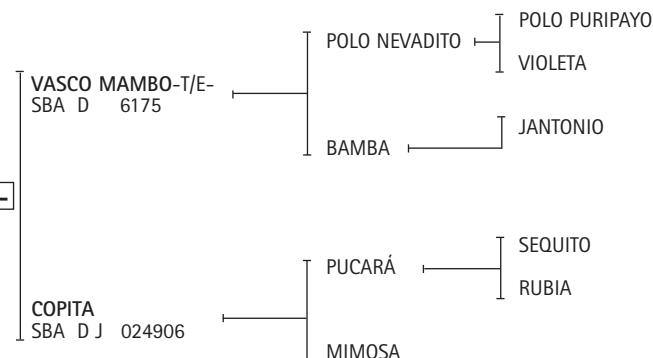 POLO PURIPAYO
POLO NEVADITO
VIOLETA
VASCO MAMBO-T/E-
SBA D 6175
JANTONIO
BAMBA
SEQUITO
PUCARÁ
RUBIA
COPITA
SBA D J 024906
MIMOSA